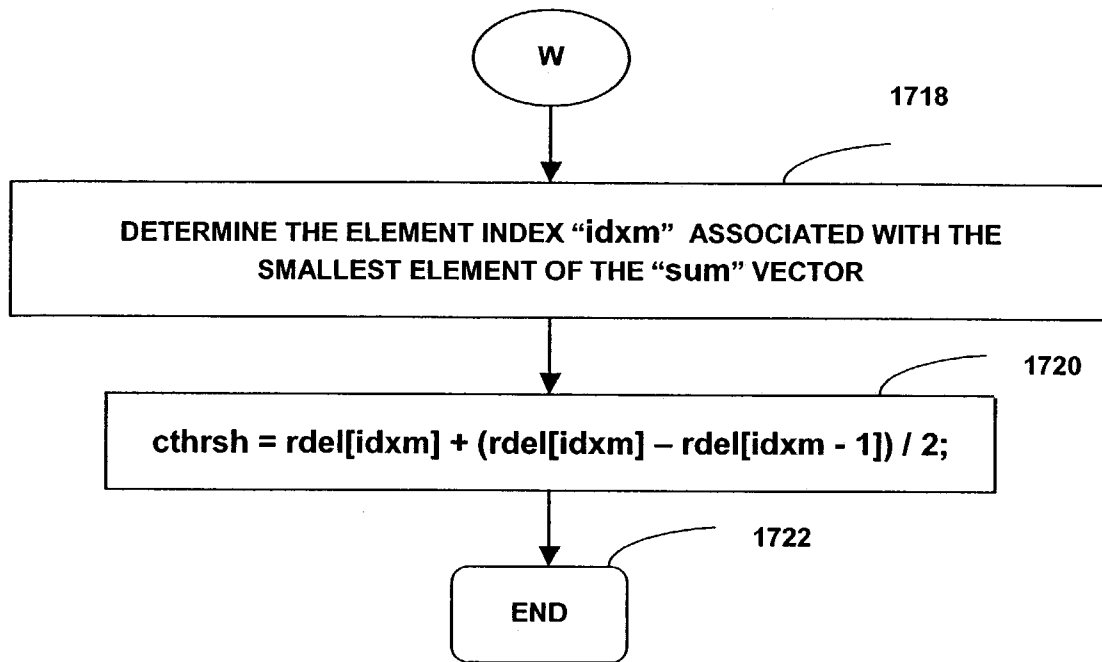 W
1718
DETERMINE THE ELEMENT INDEX “idxm” ASSOCIATED WITH THE
SMALLEST ELEMENT OF THE “sum” VECTOR
1720
cthrsh = rdel[idxm] + (rdel[idxm] – rdel[idxm - 1]) / 2;
1722
END